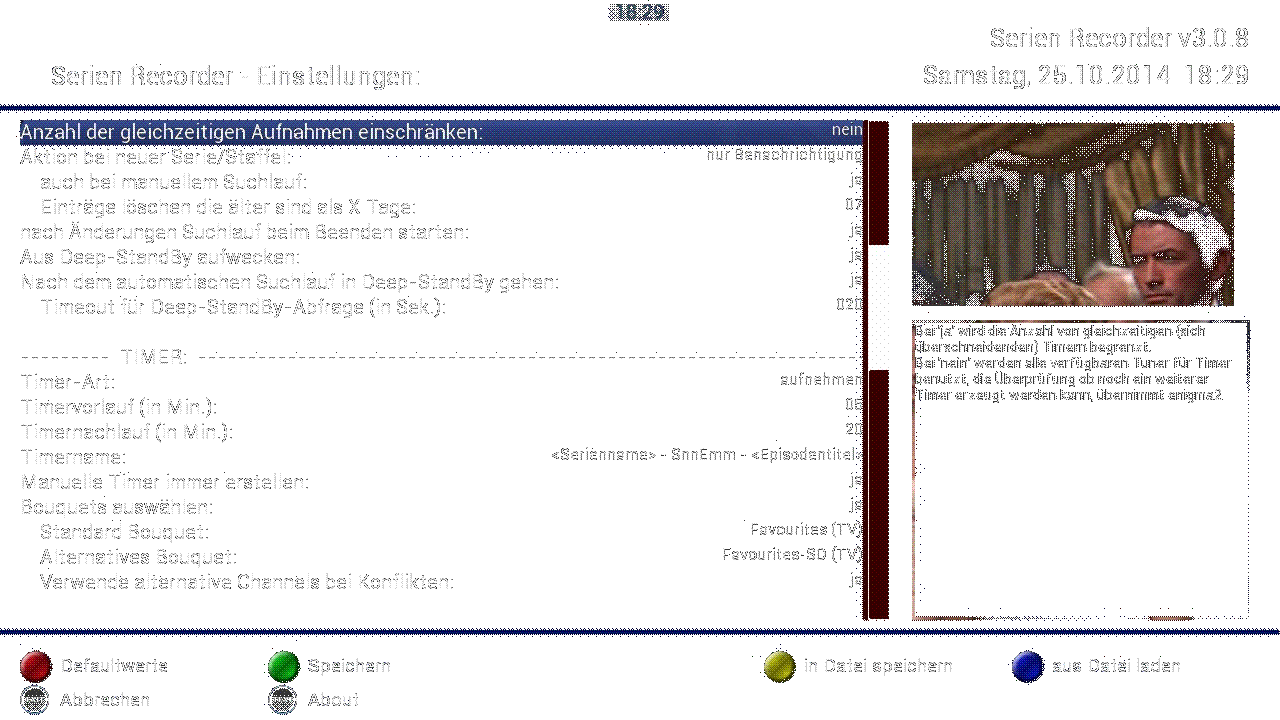 18:29
Serien Recorder v3.0.8
Serien Recorder - Einstellungen:
Samstag, 25.10.2014 18:29
Anzahl der gleichzeitigen Aufnahmen einschränken: nein
Aktion bei neuer Serie/Staffel: nur Benachrichtigung
auch bei manuellem Suchlauf: ja
Einträge löschen die älter sind als X Tage: 07
nach Änderungen Suchlauf beim Beenden starten: ja
Aus Deep-StandBy aufwecken: ja
Nach dem automatischen Suchlauf in Deep-StandBy gehen: ja
Timeout für Deep-StandBy-Abfrage (in Sek.): 020
--------- TIMER: ---------
Timer-Art: aufnehmen
Timervorlauf (in Min.): 05
Timernachlauf (in Min.): 20
Timername: <Serienname> - SnnEmm - <Episodentitel>
Manuelle Timer immer erstellen: ja
Bouquets auswählen: ja
Standard Bouquet: Favourites (TV)
Alternatives Bouquet: Favourites-SD (TV)
Verwende alternative Channels bei Konflikten: ja
Bei 'ja' wird die Anzahl von gleichzeitigen (sich
überschneidenden) Timern begrenzt.
Bei 'nein' werden alle verfügbaren Tuner für Timer
benutzt, die Überprüfung ob noch ein weiterer
Timer erzeugt werden kann, übernimmt enigma2.
Defaultwerte
Speichern
in Datei speichern
aus Datei laden
Abbrechen
About